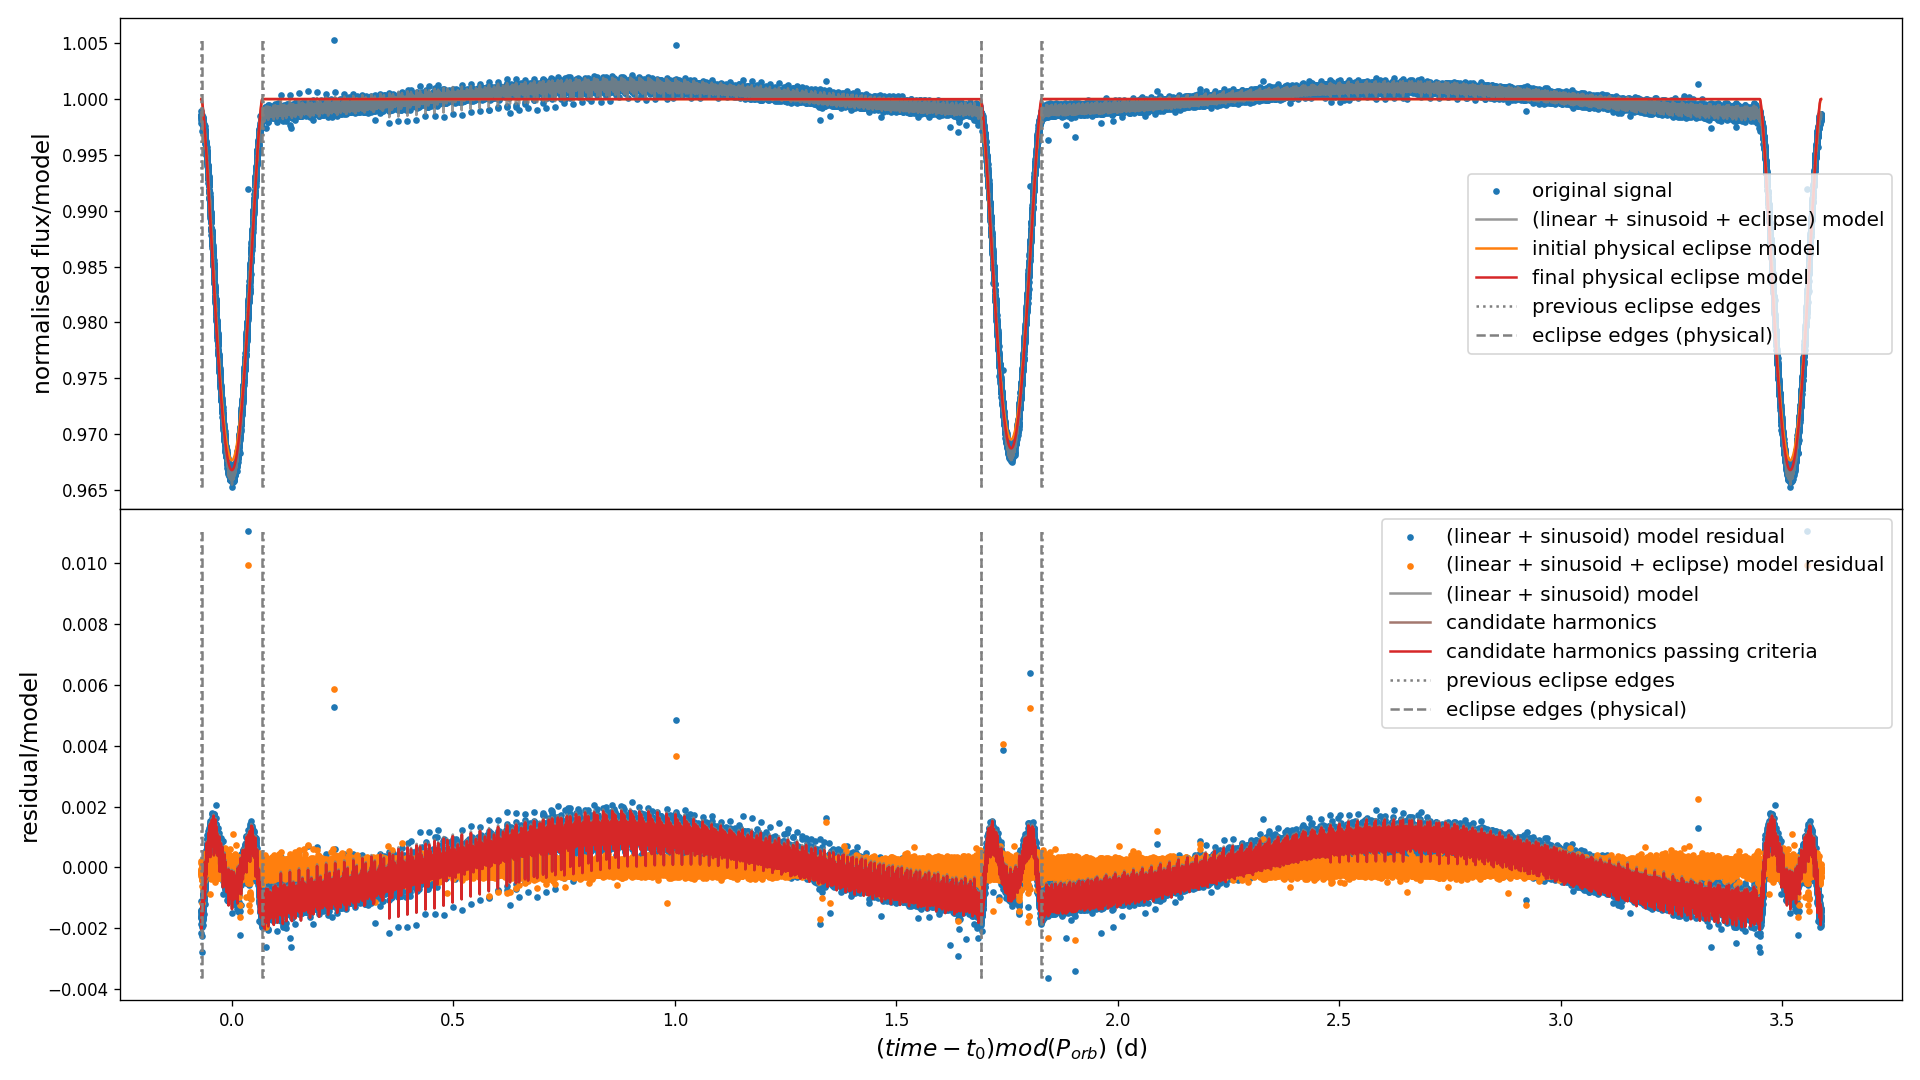 1.005
1.000
0.995
0.990
0.985
0.980
0.975
0.970
0.965
normalised flux/model
original signal
(linear + sinusoid + eclipse) model
initial physical eclipse model
final physical eclipse model
previous eclipse edges
eclipse edges (physical)
0.010
0.008
0.006
0.004
0.002
0.000
−0.002
−0.004
residual/model
(linear + sinusoid) model residual
(linear + sinusoid + eclipse) model residual
(linear + sinusoid) model
candidate harmonics
candidate harmonics passing criteria
previous eclipse edges
eclipse edges (physical)
0.0 0.5 1.0 1.5 2.0 2.5 3.0 3.5
(time − t₀)mod(P_orb) (d)